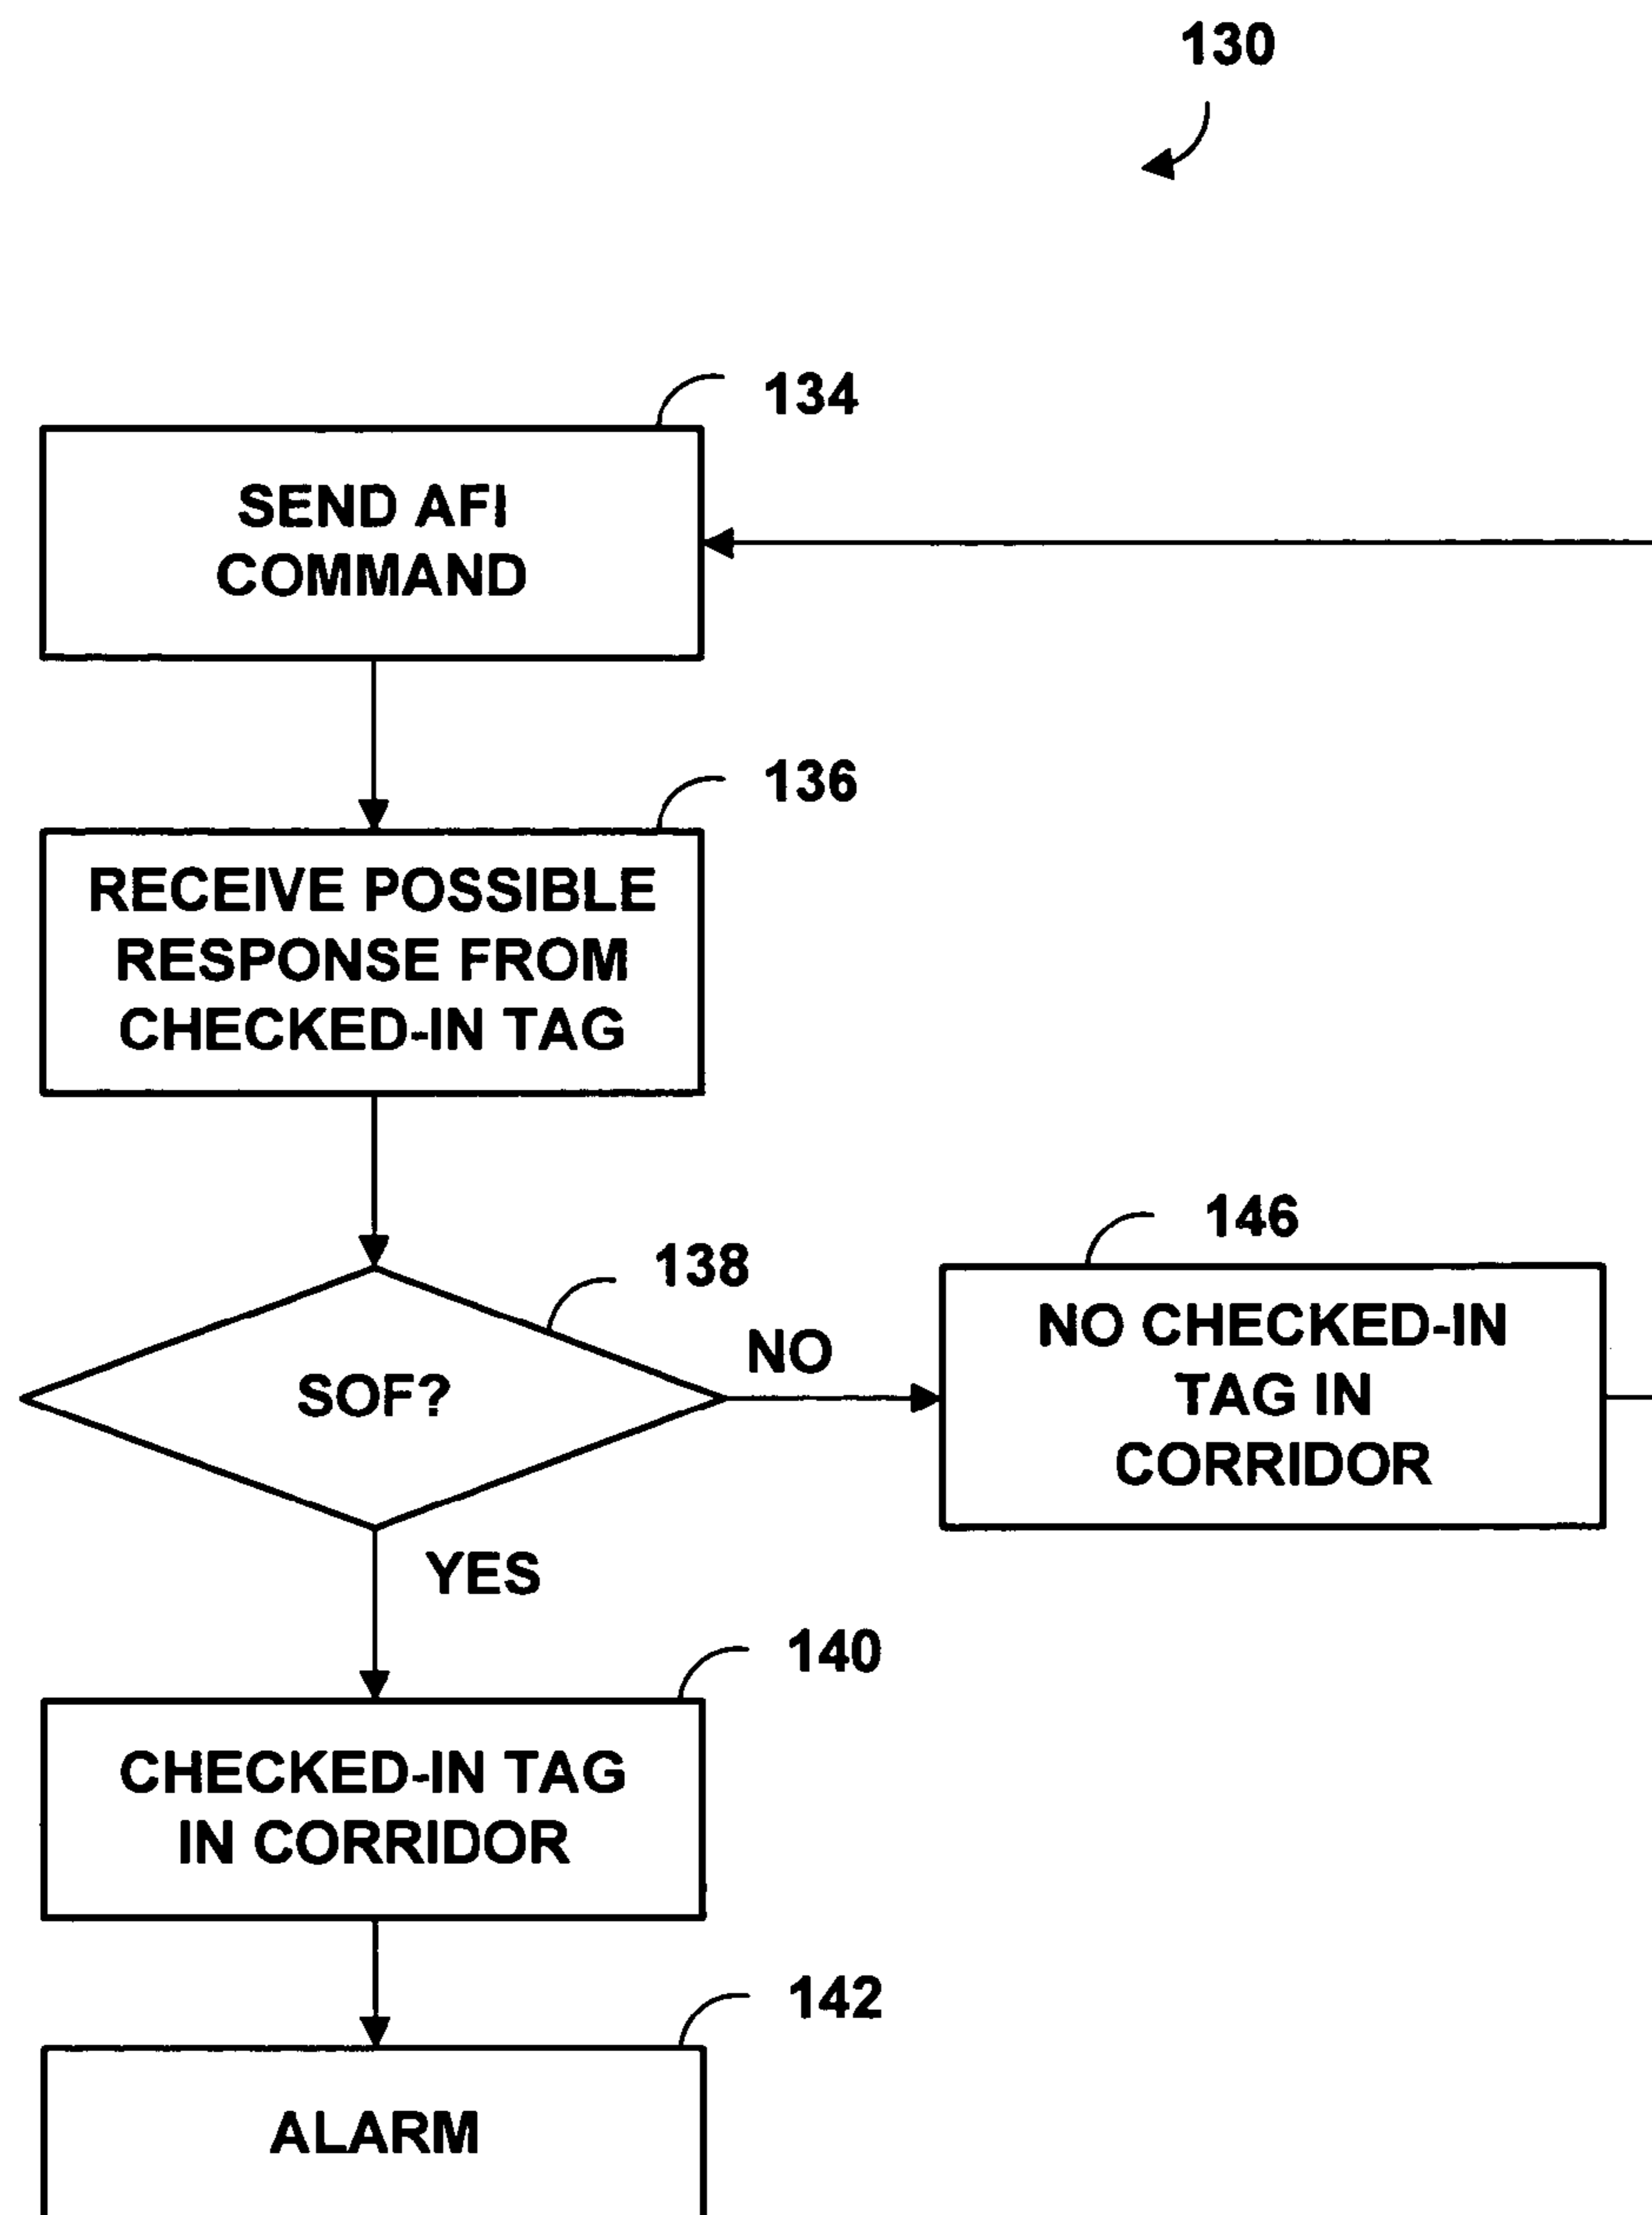 130
134
SEND AFI
COMMAND
136
RECEIVE POSSIBLE
RESPONSE FROM
CHECKED-IN TAG
138
SOF?
NO
146
NO CHECKED-IN
TAG IN
CORRIDOR
YES
140
CHECKED-IN TAG
IN CORRIDOR
142
ALARM